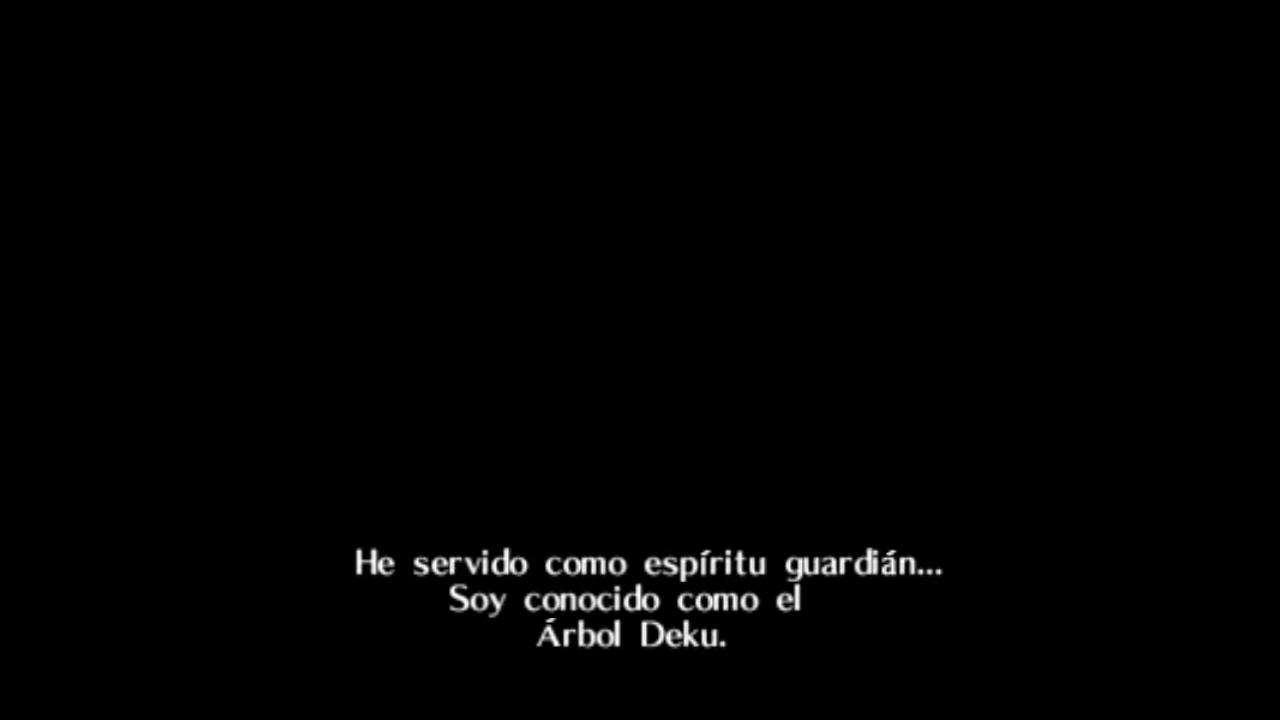 He servido como espíritu guardián...
Soy conocido como el
Árbol Deku.